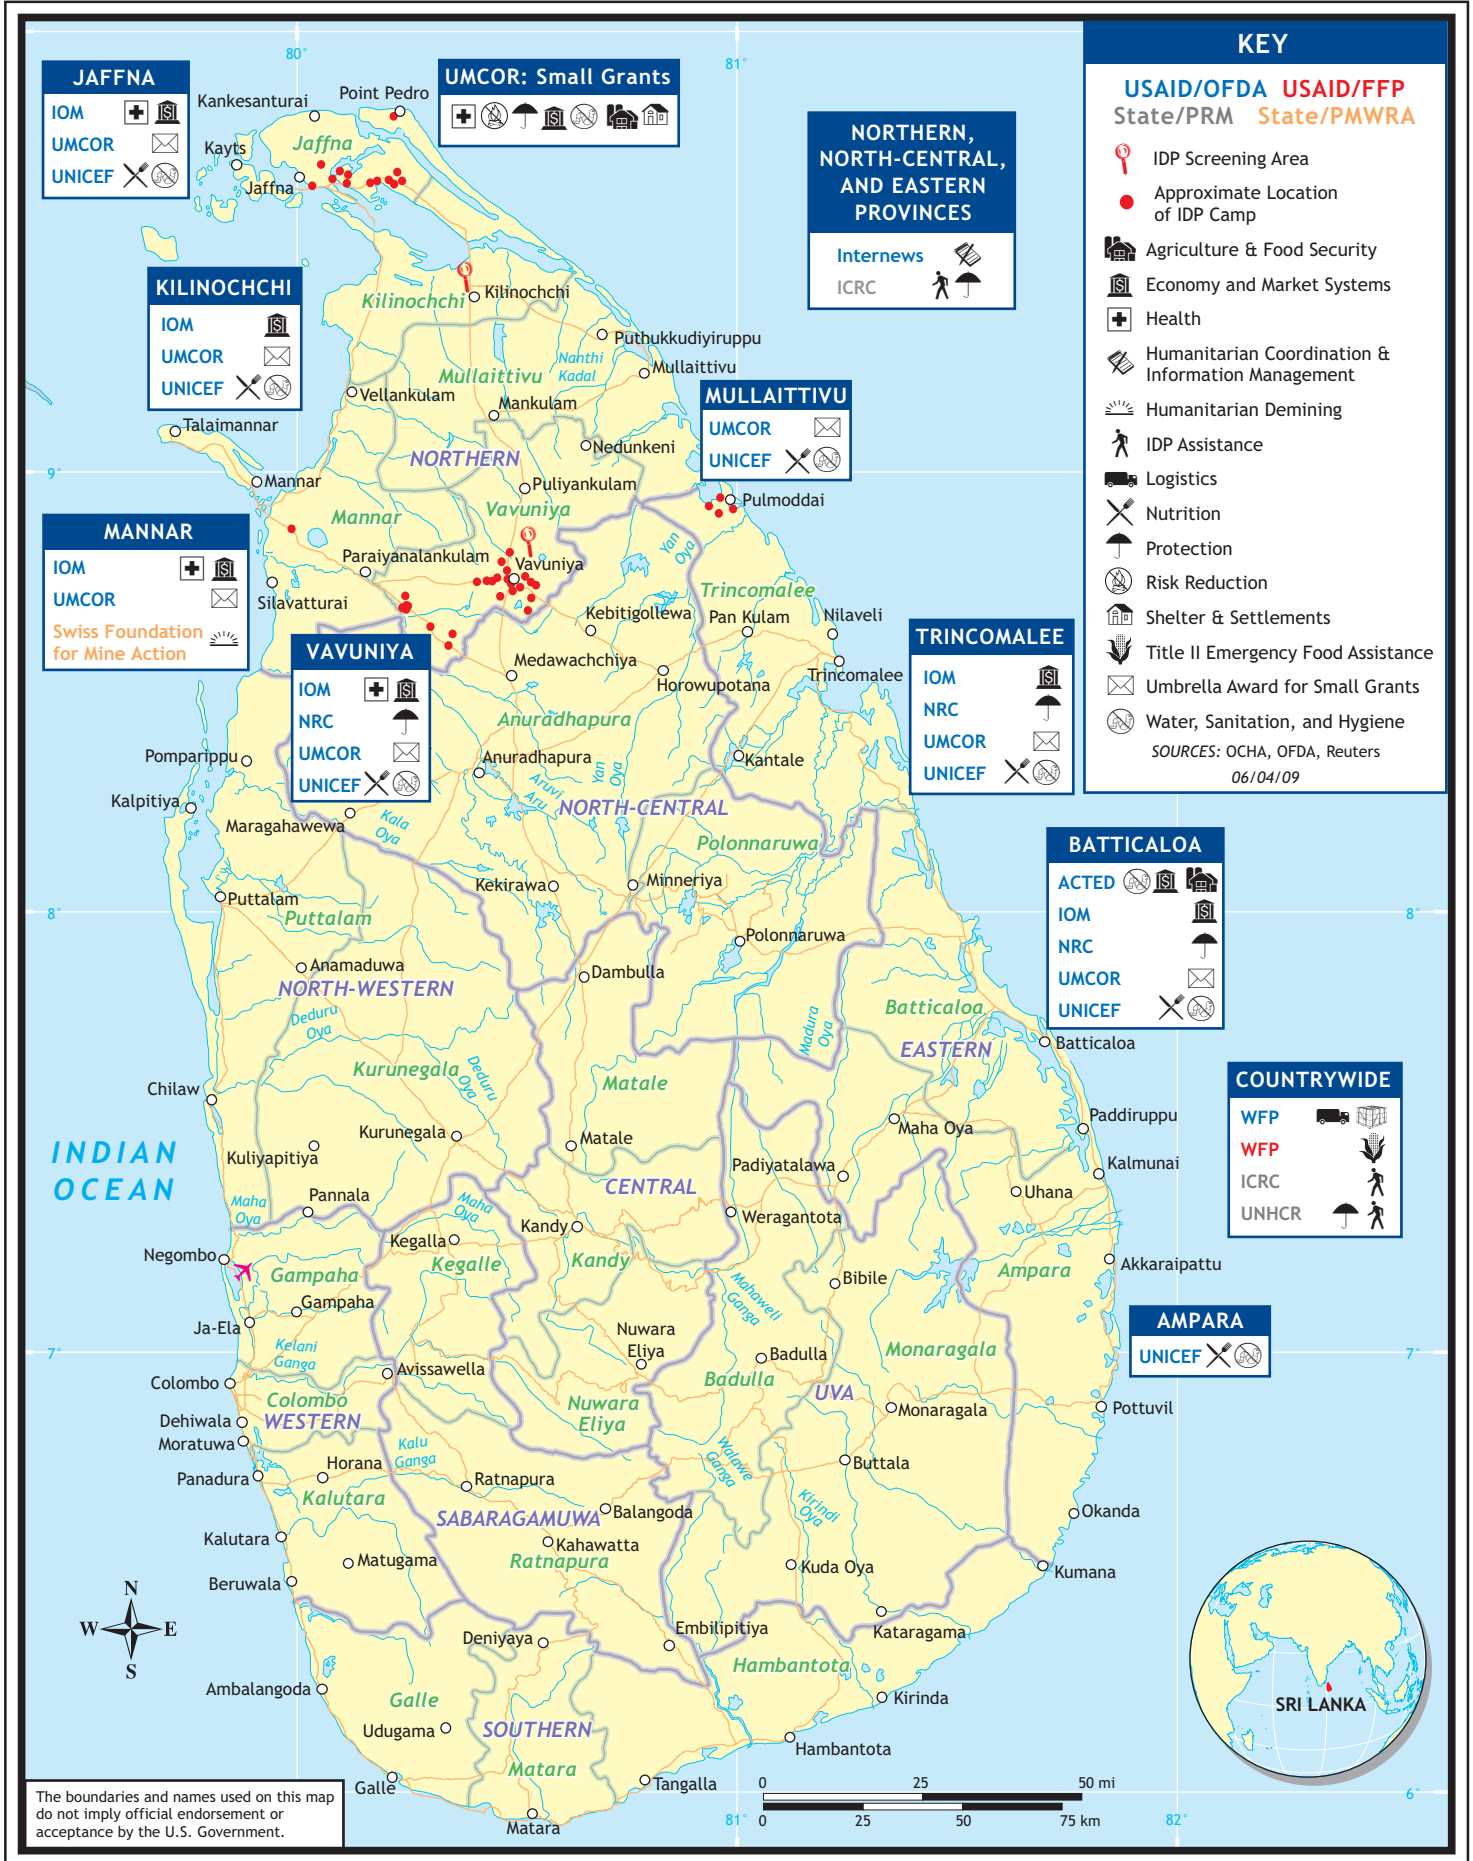 80°
81°
JAFFNA
IOM
UMCOR
UNICEF
UMCOR: Small Grants
NORTHERN,
NORTH-CENTRAL,
AND EASTERN
PROVINCES
Internews
ICRC
KEY
USAID/OFDA USAID/FFP
State/PRM State/PMWRA
IDP Screening Area
Approximate Location
of IDP Camp
Agriculture & Food Security
Economy and Market Systems
Health
Humanitarian Coordination &
Information Management
Humanitarian Demining
IDP Assistance
Logistics
Nutrition
Protection
Risk Reduction
Shelter & Settlements
Title II Emergency Food Assistance
Umbrella Award for Small Grants
Water, Sanitation, and Hygiene
SOURCES: OCHA, OFDA, Reuters
06/04/09
Kankesanturai
Point Pedro
Kayts
Jaffna
Jaffna
KILINOCHCHI
IOM
UMCOR
UNICEF
Kilinochchi
Kilinochchi
Puthukkudiyiruppu
Nanthi
Kadal
Mullaittivu
Mullaittivu
Vellankulam
Mankulam
MULLAITTIVU
UMCOR
UNICEF
Talaimannar
Nedunkeni
NORTHERN
9°
Mannar
Puliyankulam
Pulmoddai
Vavuniya
Mannar
MANNAR
IOM
UMCOR
Swiss Foundation
for Mine Action
Paraiyanalankulam
Vavuniya
Yan
Oya
Silavatturai
Trincomalee
Kebitigollewa
Pan Kulam
Nilaveli
VAVUNIYA
IOM
NRC
UMCOR
UNICEF
Medawachchiya
Horowupotana
Trincomalee
TRINCOMALEE
IOM
NRC
UMCOR
UNICEF
Anuradhapura
Pomparippu
Anuradhapura
Kantale
Yan
Oya
Aruvi
Aru
Kalpitiya
Maragahawewa
Kala
Oya
NORTH-CENTRAL
Polonnaruwa
BATTICALOA
ACTED
IOM
NRC
UMCOR
UNICEF
Kekirawa
Minneriya
Puttalam
Puttalam
8°
8°
Polonnaruwa
Anamaduwa
Dambulla
NORTH-WESTERN
Deduru
Oya
Madura
Oya
Batticaloa
Batticaloa
EASTERN
Kurunegala
Deduru
Oya
Matale
COUNTRYWIDE
WFP
WFP
ICRC
UNHCR
Chilaw
Paddiruppu
Maha Oya
Kurunegala
Matale
INDIAN
OCEAN
Kuliyapitiya
Padiyatalawa
Kalmunai
CENTRAL
Uhana
Maha
Oya
Pannala
Maha
Oya
Weragantota
Kandy
Kegalla
Negombo
Kegalle
Kandy
Akkaraipattu
Gampaha
Ampara
Bibile
Mahaweli
Ganga
Gampaha
Ja-Ela
AMPARA
UNICEF
Nuwara
Eliya
Kelani
Ganga
Monaragala
7°
7°
Badulla
Avissawella
Badulla
Colombo
UVA
Colombo
WESTERN
Nuwara
Eliya
Monaragala
Pottuvil
Dehiwala
Moratuwa
Kalu
Ganga
Walawe
Ganga
Horana
Buttala
Panadura
Ratnapura
Kalutara
Kirindi
Oya
Balangoda
Okanda
SABARAGAMUWA
Kalutara
Kahawatta
Matugama
Ratnapura
Kuda Oya
Kumana
Beruwala
N
W
E
S
Embilipitiya
Deniyaya
Kataragama
Hambantota
Ambalangoda
Galle
Kirinda
SRI LANKA
Udugama
SOUTHERN
Hambantota
Matara
Galle
Tangalla
0 25 50 mi
0 25 50 75 km
6°
81°
82°
Matara
The boundaries and names used on this map
do not imply official endorsement or
acceptance by the U.S. Government.